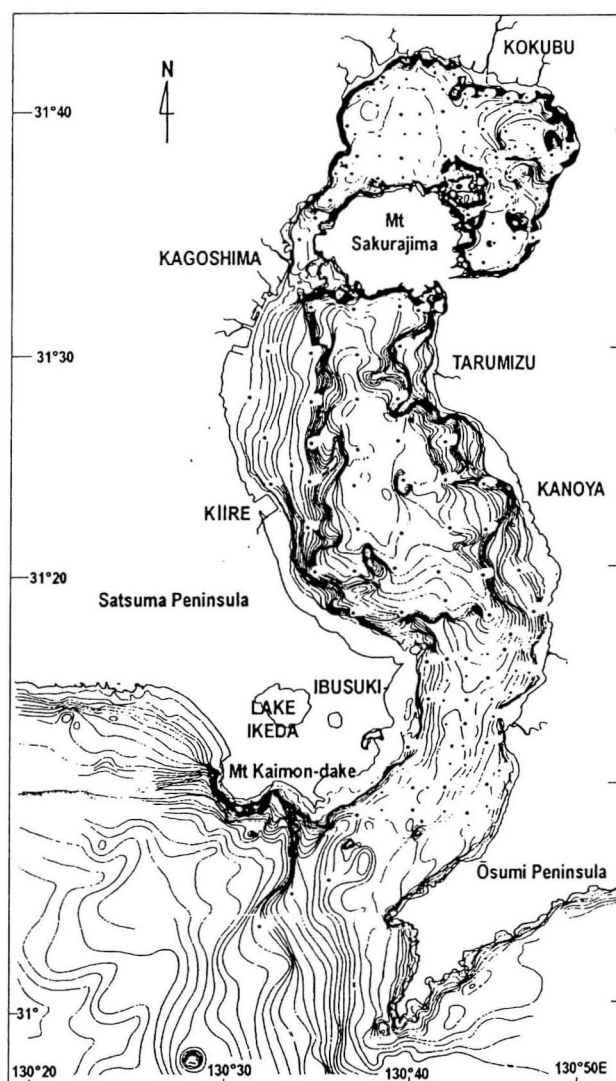 KOKUBU
N
31°40
Mt
Sakurajima
KAGOSHIMA
31°30
TARUMIZU
KANOYA
KIIRE
31°20
Satsuma Peninsula
IBUSUKI
LAKE
IKEDA
Mt Kaimon-dake
Ōsumi Peninsula
31°
130°20
130°30
130°40
130°50E